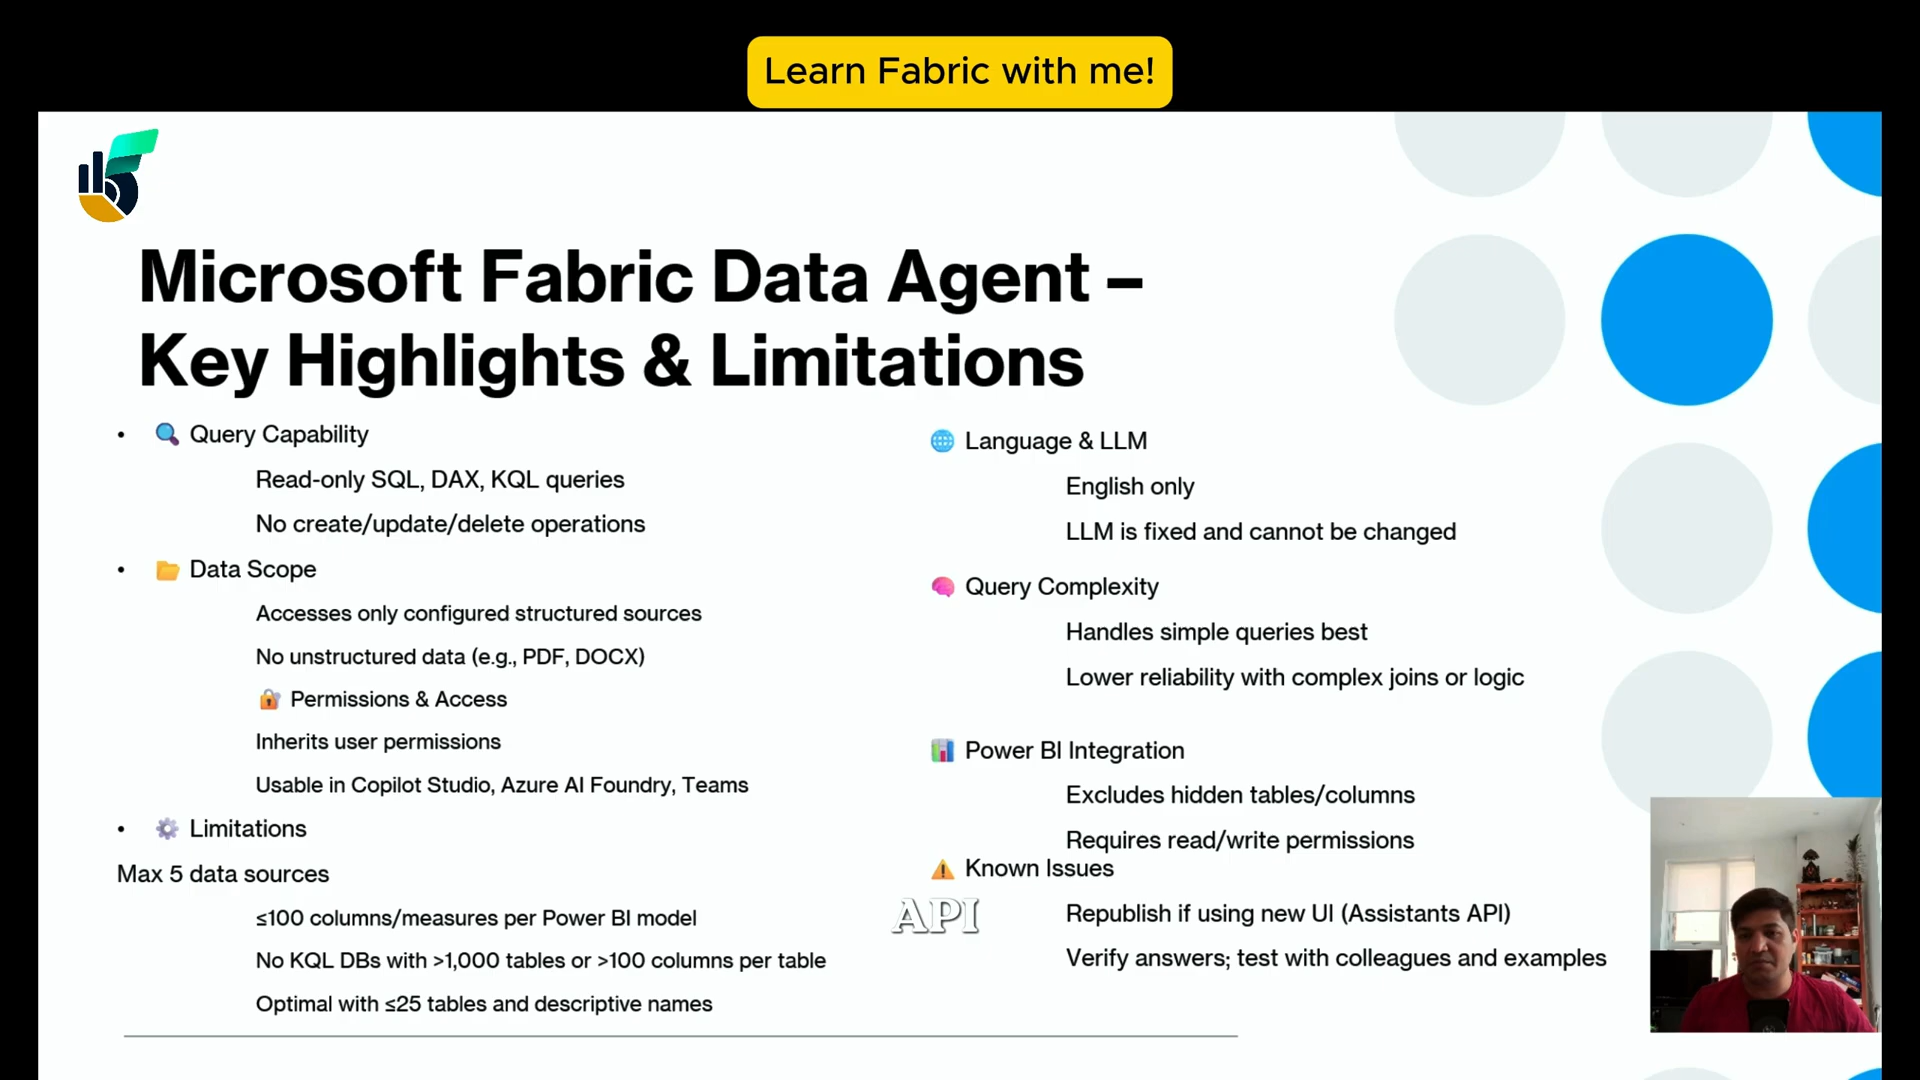 Learn Fabric with me!
Microsoft Fabric Data Agent –
Key Highlights & Limitations
• 🔍 Query Capability
Read-only SQL, DAX, KQL queries
No create/update/delete operations
• 📂 Data Scope
Accesses only configured structured sources
No unstructured data (e.g., PDF, DOCX)
🔐 Permissions & Access
Inherits user permissions
Usable in Copilot Studio, Azure AI Foundry, Teams
• ⚙️ Limitations
Max 5 data sources
≤100 columns/measures per Power BI model
No KQL DBs with >1,000 tables or >100 columns per table
Optimal with ≤25 tables and descriptive names
🌐 Language & LLM
English only
LLM is fixed and cannot be changed
🧠 Query Complexity
Handles simple queries best
Lower reliability with complex joins or logic
📊 Power BI Integration
Excludes hidden tables/columns
Requires read/write permissions
⚠️ Known Issues
Republish if using new UI (Assistants API)
Verify answers; test with colleagues and examples
API